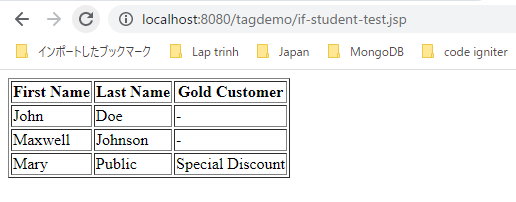 localhost:8080/tagdemo/if-student-test.jsp
インポートしたブックマーク Lap trinh Japan MongoDB code igniter
First Name Last Name Gold Customer
John Doe -
Maxwell Johnson -
Mary Public Special Discount